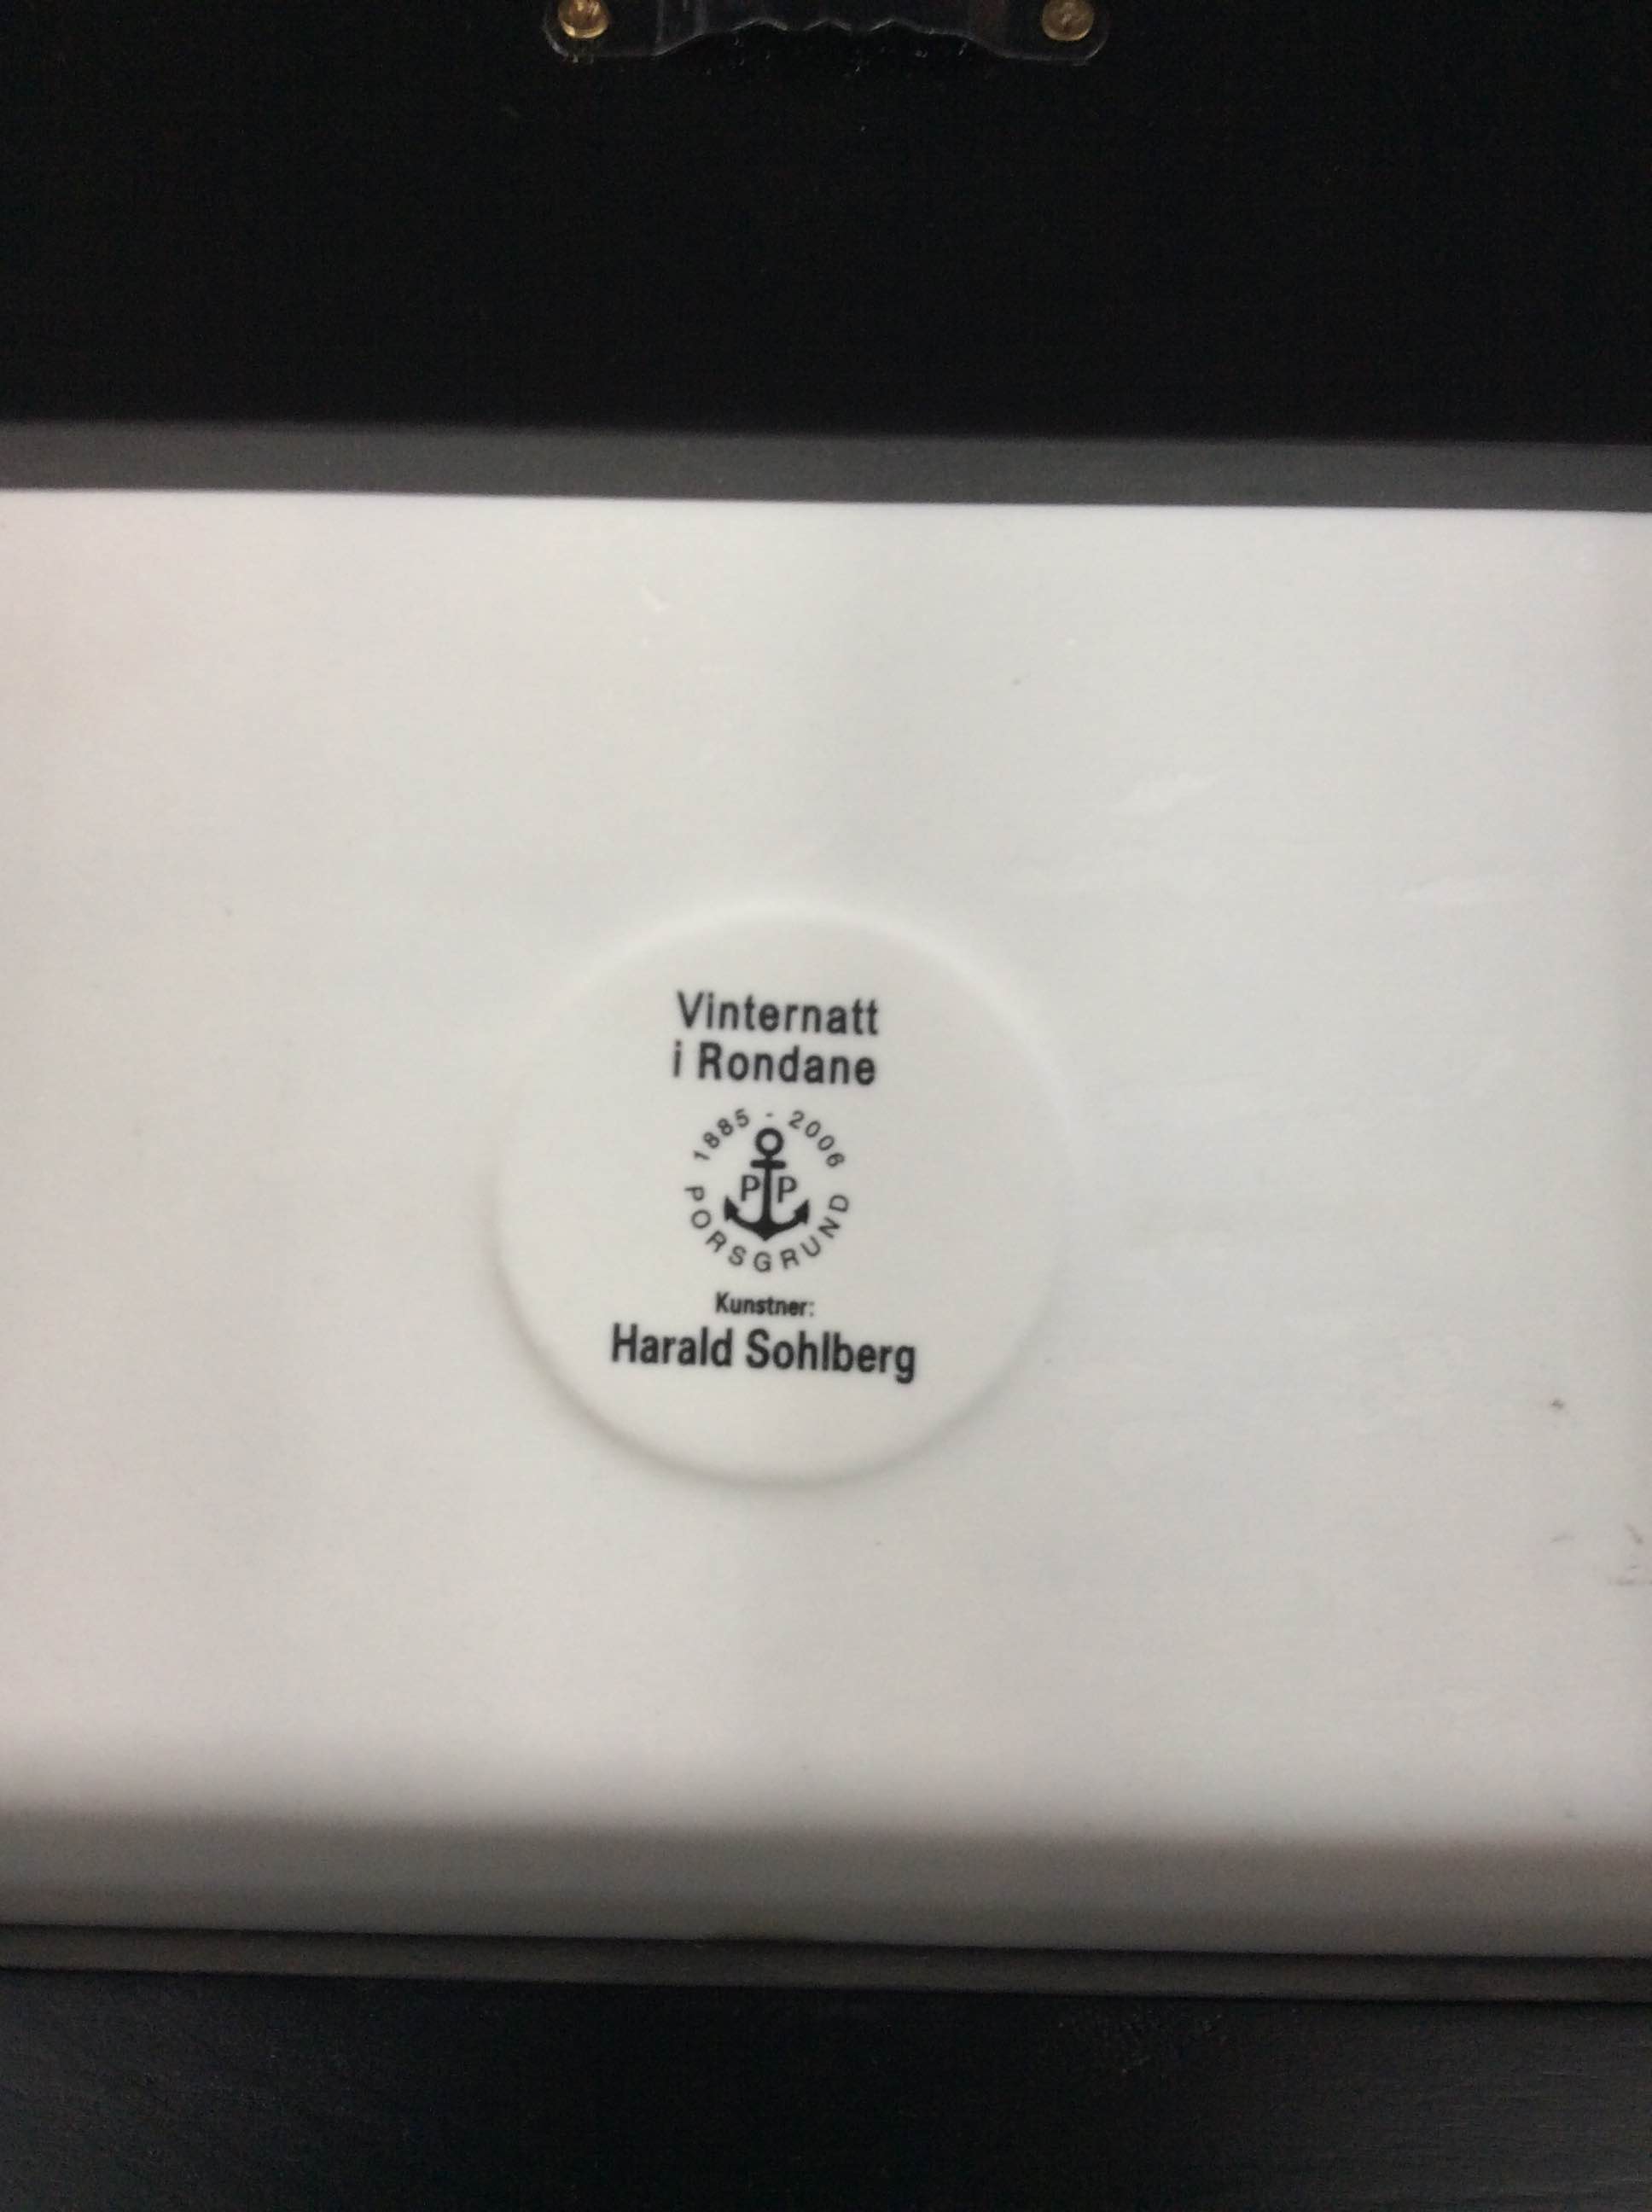 Vinternatt
i Rondane
1885 - 2006
PP
PORSGRUND
Kunstner:
Harald Sohlberg